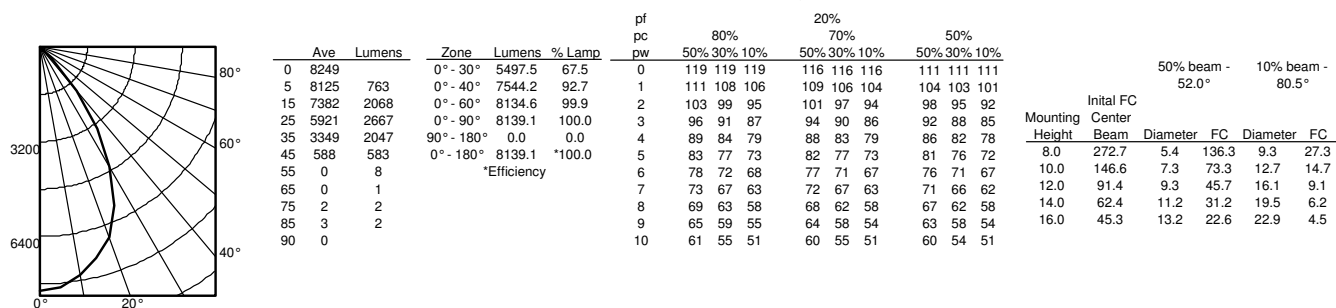 80°
60°
40°
3200
6400
0° 20°
Ave Lumens
0 8249
5 8125 763
15 7382 2068
25 5921 2667
35 3349 2047
45 588 583
55 0 8
65 0 1
75 2 2
85 3 2
90 0
Zone Lumens % Lamp
0° - 30° 5497.5 67.5
0° - 40° 7544.2 92.7
0° - 60° 8134.6 99.9
0° - 90° 8139.1 100.0
90° - 180° 0.0 0.0
0° - 180° 8139.1 *100.0
*Efficiency
pf 20%
pc 80% 70% 50%
pw 50% 30% 10% 50% 30% 10% 50% 30% 10%
0 119 119 119 116 116 116 111 111 111
1 111 108 106 109 106 104 104 103 101
2 103 99 95 101 97 94 98 95 92
3 96 91 87 94 90 86 92 88 85
4 89 84 79 88 83 79 86 82 78
5 83 77 73 82 77 73 81 76 72
6 78 72 68 77 71 67 76 71 67
7 73 67 63 72 67 63 71 66 62
8 69 63 58 68 62 58 67 62 58
9 65 59 55 64 58 54 63 58 54
10 61 55 51 60 55 51 60 54 51
50% beam - 10% beam -
52.0° 80.5°
Inital FC
Mounting Center
Height Beam Diameter FC Diameter FC
8.0 272.7 5.4 136.3 9.3 27.3
10.0 146.6 7.3 73.3 12.7 14.7
12.0 91.4 9.3 45.7 16.1 9.1
14.0 62.4 11.2 31.2 19.5 6.2
16.0 45.3 13.2 22.6 22.9 4.5